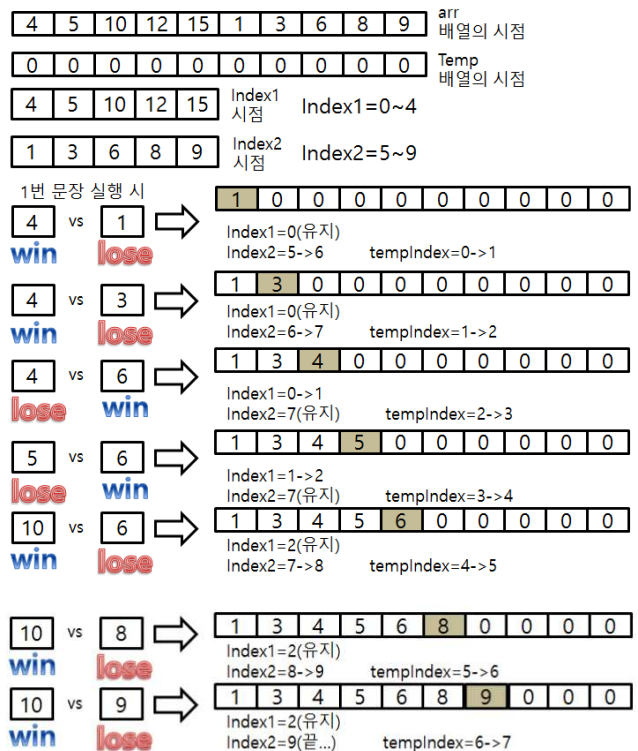 4 5 10 12 15 1 3 6 8 9 arr
배열의 시점
0 0 0 0 0 0 0 0 0 0 Temp
배열의 시점
4 5 10 12 15 Index1
시점 Index1=0~4
1 3 6 8 9 Index2
시점 Index2=5~9
1번 문장 실행 시
4 vs 1 1 0 0 0 0 0 0 0 0 0
win lose
Index1=0(유지)
Index2=5->6 tempIndex=0->1
4 vs 3 1 3 0 0 0 0 0 0 0 0
win lose
Index1=0(유지)
Index2=6->7 tempIndex=1->2
4 vs 6 1 3 4 0 0 0 0 0 0 0
lose win
Index1=0->1
Index2=7(유지) tempIndex=2->3
5 vs 6 1 3 4 5 0 0 0 0 0 0
lose win
Index1=1->2
Index2=7(유지) tempIndex=3->4
10 vs 6 1 3 4 5 6 0 0 0 0 0
win lose
Index1=2(유지)
Index2=7->8 tempIndex=4->5
10 vs 8 1 3 4 5 6 8 0 0 0 0
win lose
Index1=2(유지)
Index2=8->9 tempIndex=5->6
10 vs 9 1 3 4 5 6 8 9 0 0 0
win lose
Index1=2(유지)
Index2=9(끝...) tempIndex=6->7